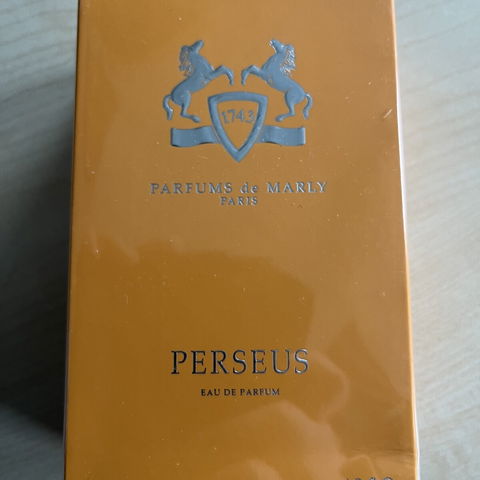 1743
PARFUMS de MARLY
PARIS
PERSEUS
EAU DE PARFUM